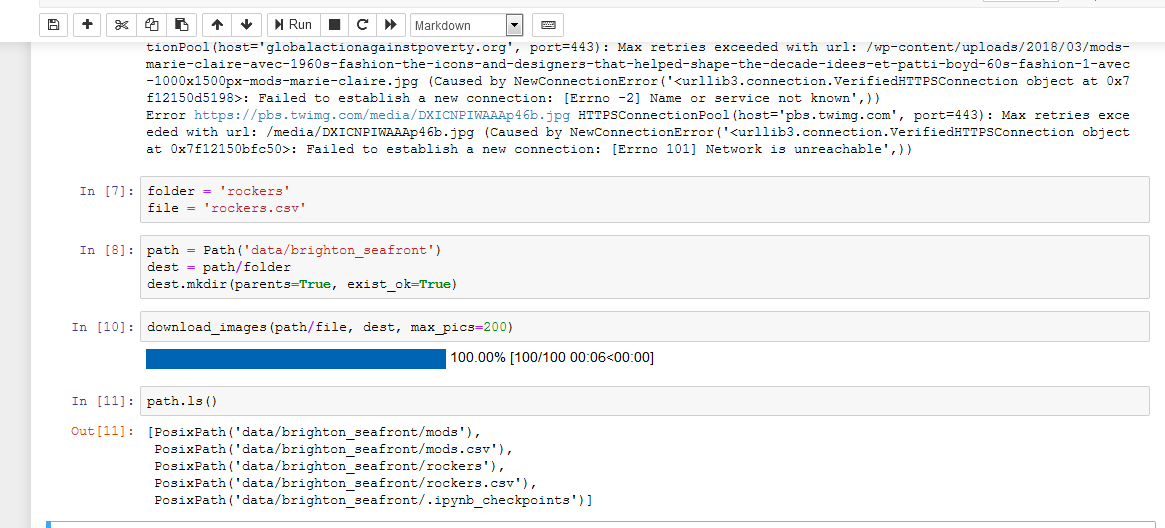 Run
Markdown
tionPool(host='globalactionagainstpoverty.org', port=443): Max retries exceeded with url: /wp-content/uploads/2018/03/mods-
marie-claire-avec-1960s-fashion-the-icons-and-designers-that-helped-shape-the-decade-idees-et-patti-boyd-60s-fashion-1-avec
-1000x1500px-mods-marie-claire.jpg (Caused by NewConnectionError('<urllib3.connection.VerifiedHTTPSConnection object at 0x7
f12150d5198>: Failed to establish a new connection: [Errno -2] Name or service not known',))
Error https://pbs.twimg.com/media/DXICNPIWAAAp46b.jpg HTTPSConnectionPool(host='pbs.twimg.com', port=443): Max retries exce
eded with url: /media/DXICNPIWAAAp46b.jpg (Caused by NewConnectionError('<urllib3.connection.VerifiedHTTPSConnection object
at 0x7f12150bfc50>: Failed to establish a new connection: [Errno 101] Network is unreachable',))
In [7]: folder = 'rockers'
file = 'rockers.csv'
In [8]: path = Path('data/brighton_seafront')
dest = path/folder
dest.mkdir(parents=True, exist_ok=True)
In [10]: download_images(path/file, dest, max_pics=200)
100.00% [100/100 00:06<00:00]
In [11]: path.ls()
Out[11]: [PosixPath('data/brighton_seafront/mods'),
PosixPath('data/brighton_seafront/mods.csv'),
PosixPath('data/brighton_seafront/rockers'),
PosixPath('data/brighton_seafront/rockers.csv'),
PosixPath('data/brighton_seafront/.ipynb_checkpoints')]